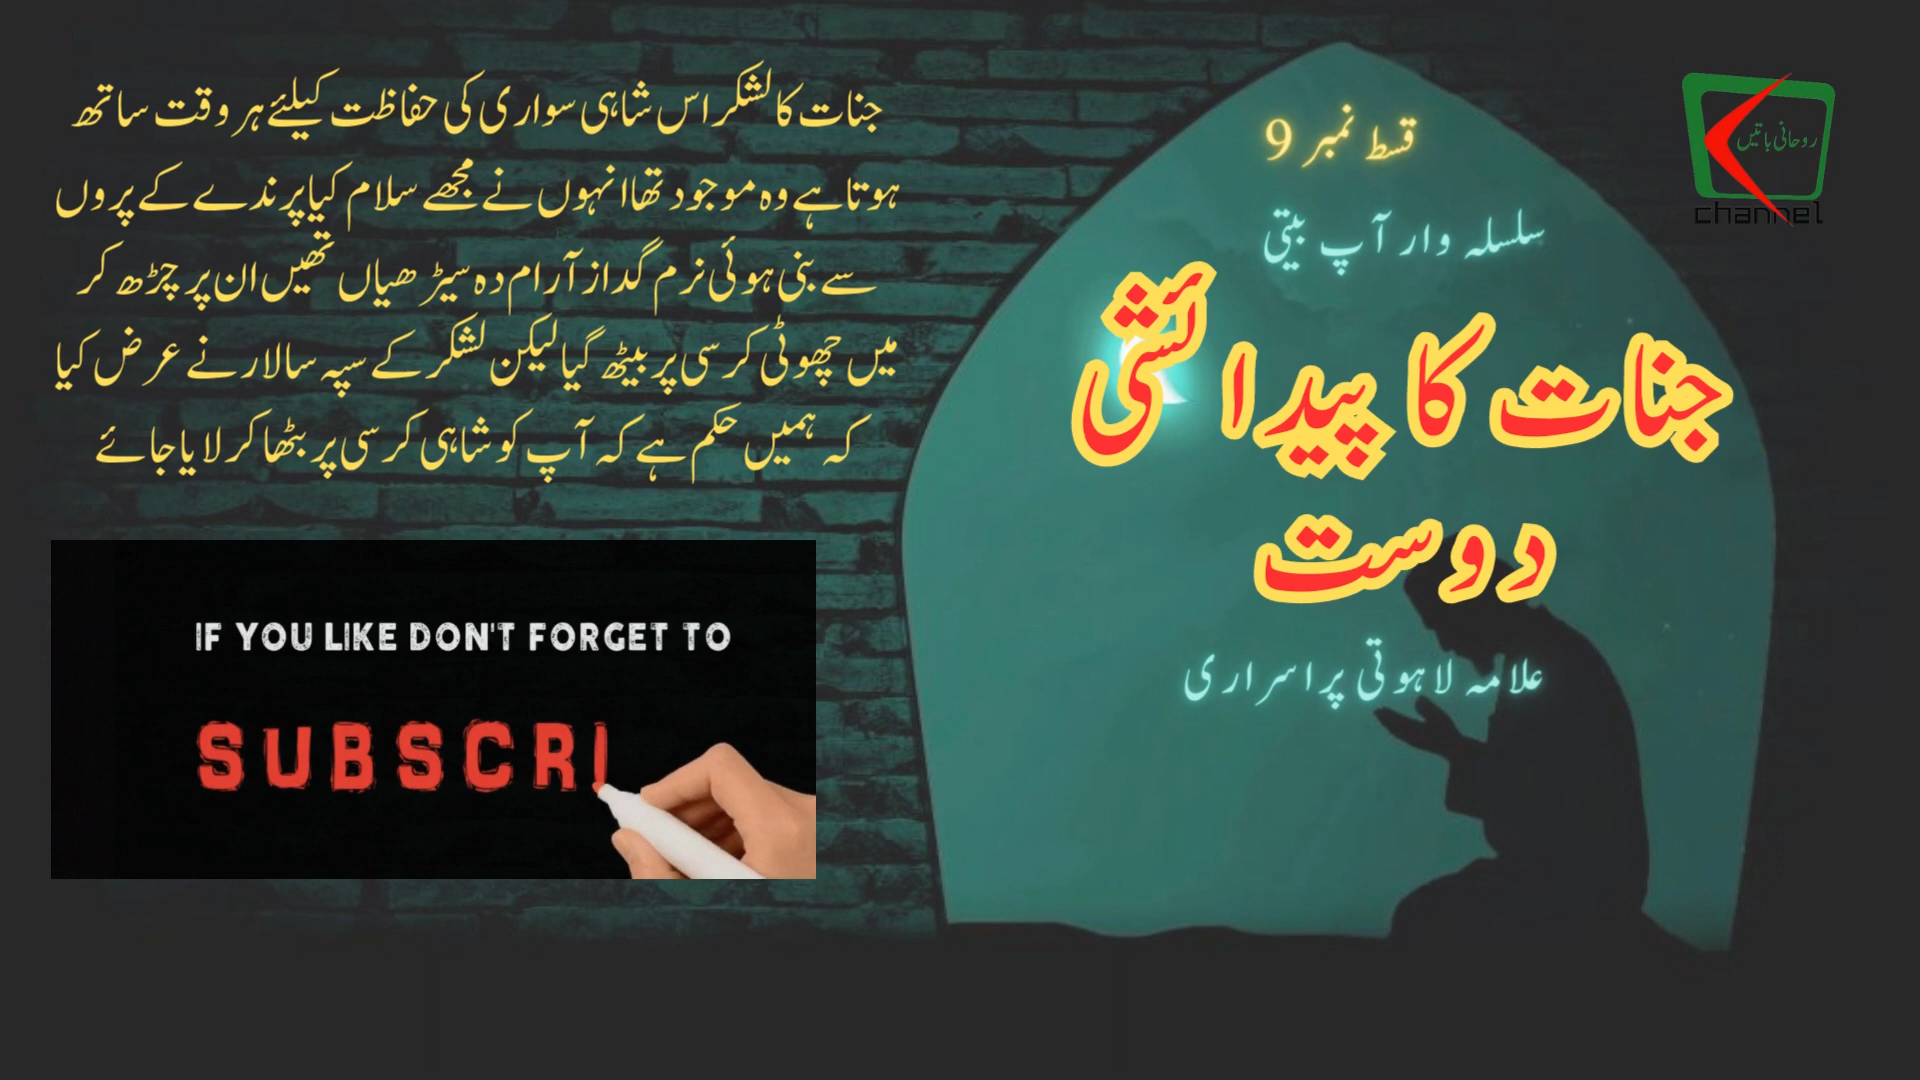 جنات کا لشکر اس شاہی سواری کی حفاظت کیلئے ہر وقت ساتھ
ہوتا ہے وہ موجود تھا انہوں نے مجھے سلام کیا پرندے کے پروں
سے بنی ہوئی نرم گداز آرام دہ سیڑھیاں تھیں ان پر چڑھ کر
میں چھوٹی کرسی پر بیٹھ گیا لیکن لشکر کے سپہ سالار نے عرض کیا
کہ ہمیں حکم ہے کہ آپ کو شاہی کرسی پر بٹھا کر لایا جائے
قسط نمبر 9
سلسلہ وار آپ بیتی
جنات کا پیدائشی
دوست
علامہ لاہوتی پراسراری
روحانی باتیں
channel
IF YOU LIKE DON'T FORGET TO
SUBSCRI